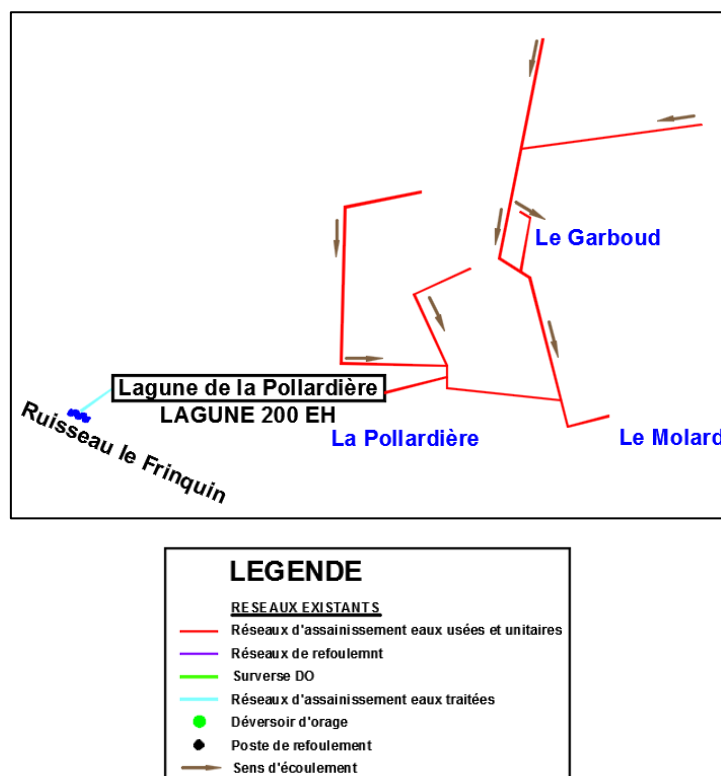 Le Garboud
Lagune de la Pollardière
LAGUNE 200 EH
La Pollardière
Le Molard
Ruisseau le Frinquin
LEGENDE
RESEAUX EXISTANTS
Réseaux d'assainissement eaux usées et unitaires
Réseaux de refoulemnt
Surverse DO
Réseaux d'assainissement eaux traitées
Déversoir d'orage
Poste de refoulement
Sens d'écoulement